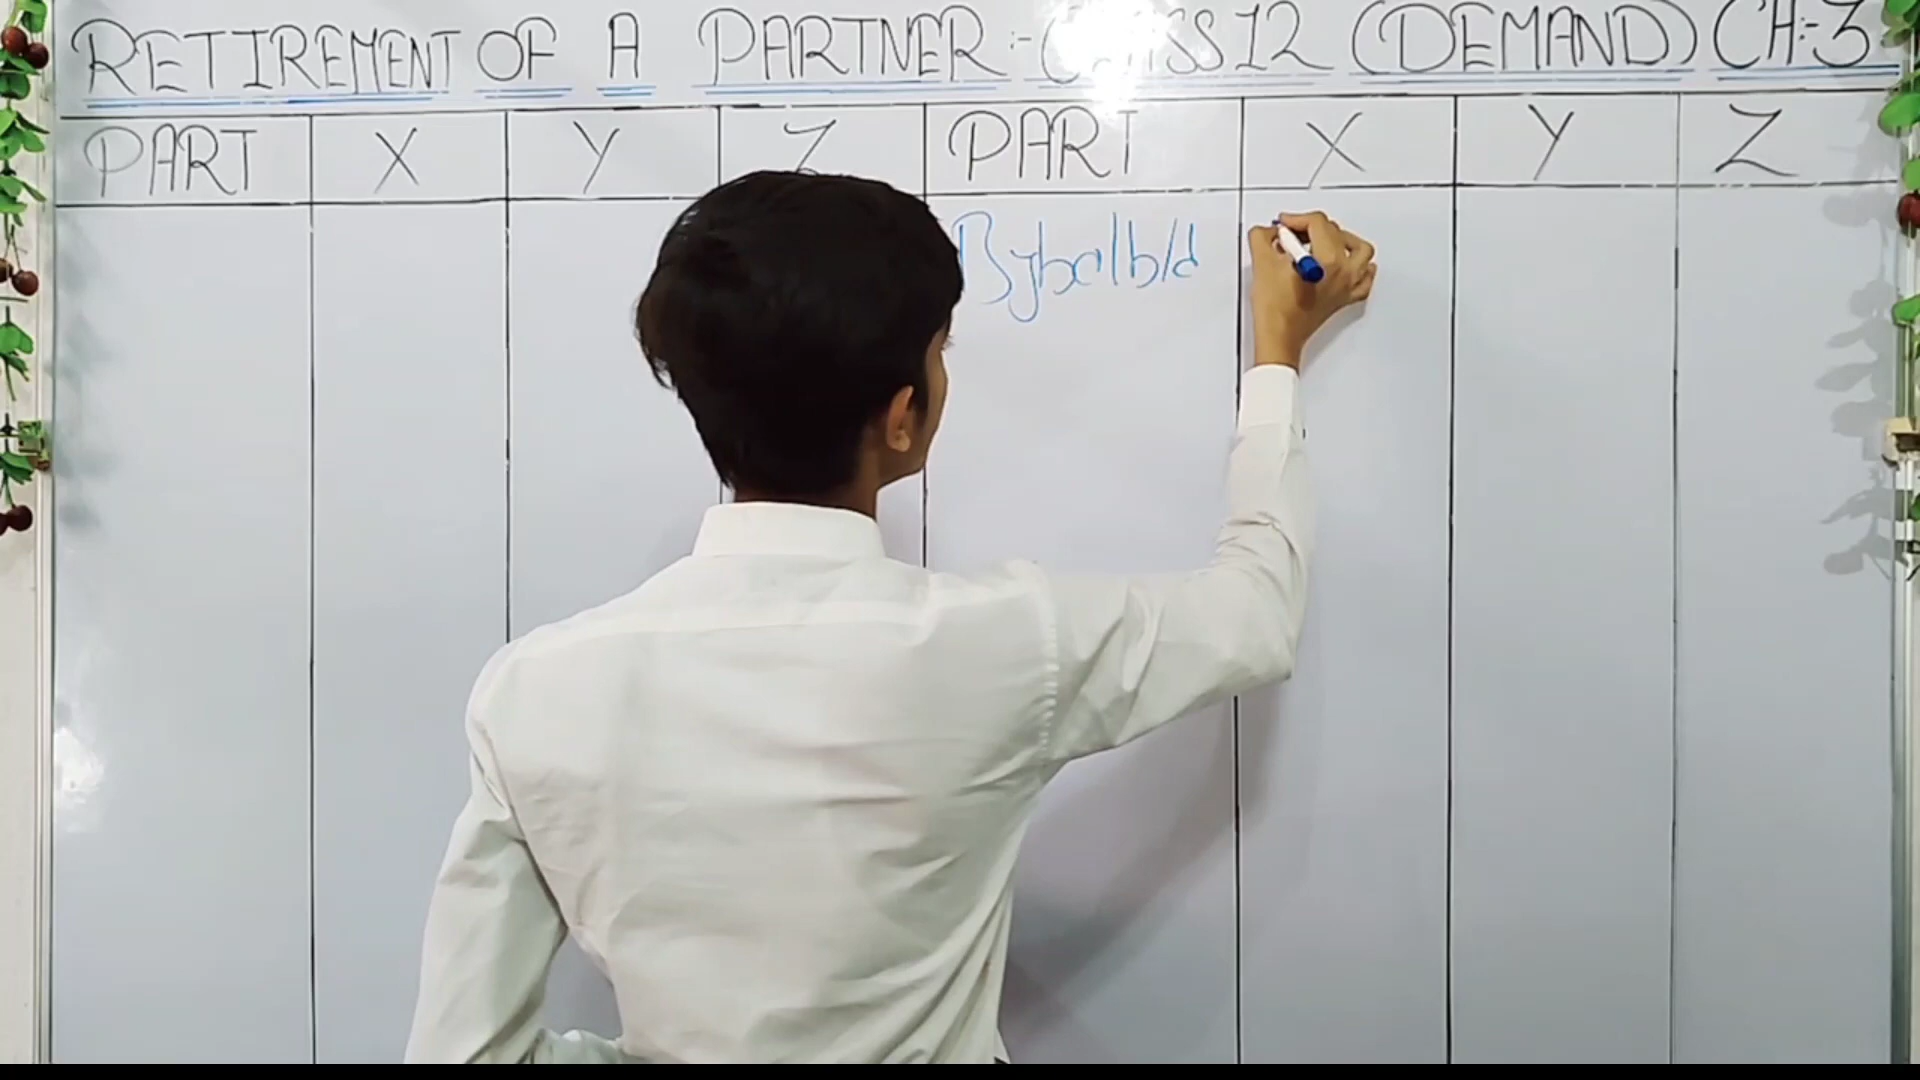 RETIREMENT OF A PARTNER :- CLASS 12 (DEMAND) CH:-3
PART X Y Z PART X Y Z
By bal b/d